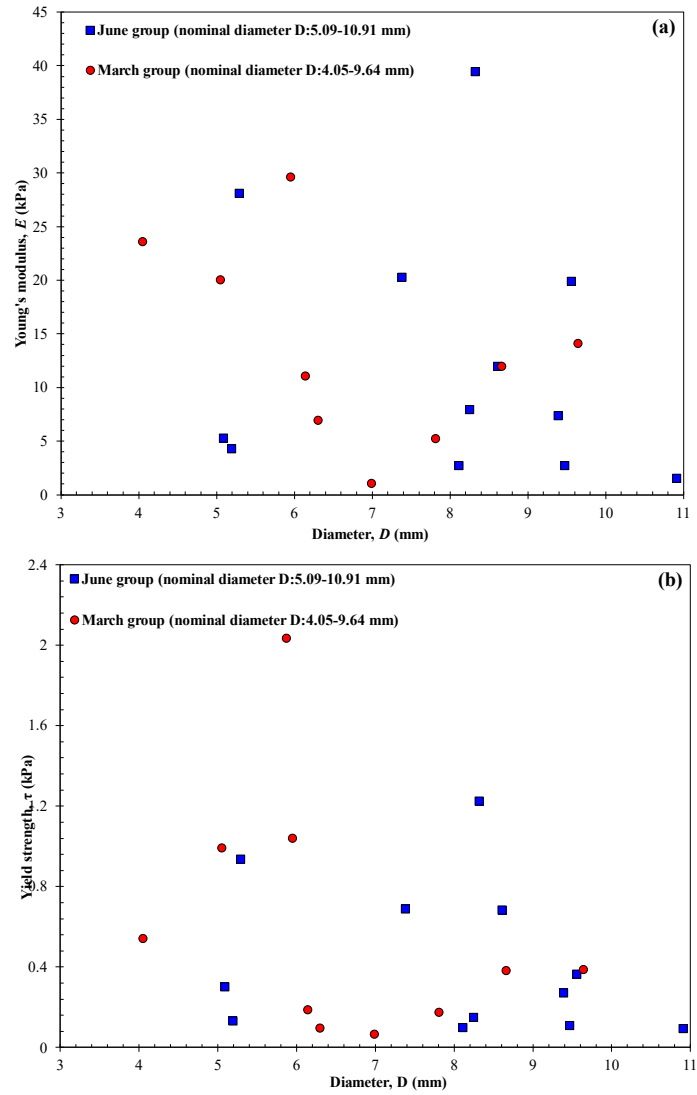 (a)
June group (nominal diameter D:5.09-10.91 mm)
March group (nominal diameter D:4.05-9.64 mm)
Young's modulus, E (kPa)
45
40
35
30
25
20
15
10
5
0
3 4 5 6 7 8 9 10 11
Diameter, D (mm)
(b)
June group (nominal diameter D:5.09-10.91 mm)
March group (nominal diameter D:4.05-9.64 mm)
Yield strength, τ (kPa)
2.4
2
1.6
1.2
0.8
0.4
0
3 4 5 6 7 8 9 10 11
Diameter, D (mm)